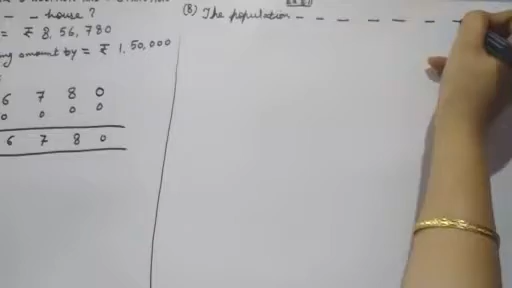 - - house ?
= ₹ 8,56,780
ng amount by = ₹ 1,50,000
6 7 8 0
0 0 0 0
6 7 8 0
(B) The population - - - - - - -